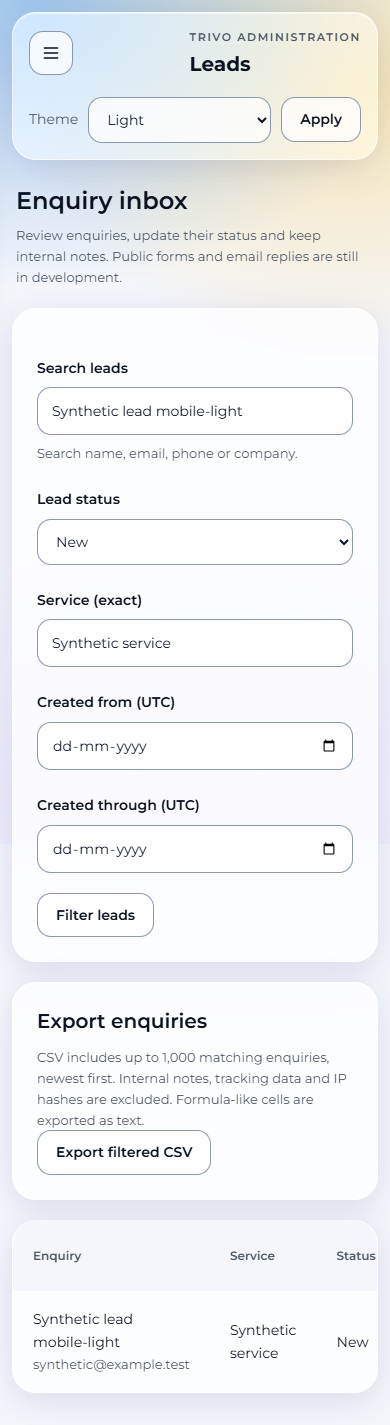 TRIVO ADMINISTRATION
Leads
Theme
Light
Apply
Enquiry inbox
Review enquiries, update their status and keep
internal notes. Public forms and email replies are still
in development.
Search leads
Synthetic lead mobile-light
Search name, email, phone or company.
Lead status
New
Service (exact)
Synthetic service
Created from (UTC)
dd-mm-yyyy
Created through (UTC)
dd-mm-yyyy
Filter leads
Export enquiries
CSV includes up to 1,000 matching enquiries,
newest first. Internal notes, tracking data and IP
hashes are excluded. Formula-like cells are
exported as text.
Export filtered CSV
Enquiry Service Status
Synthetic lead
mobile-light
synthetic@example.test
Synthetic
service
New